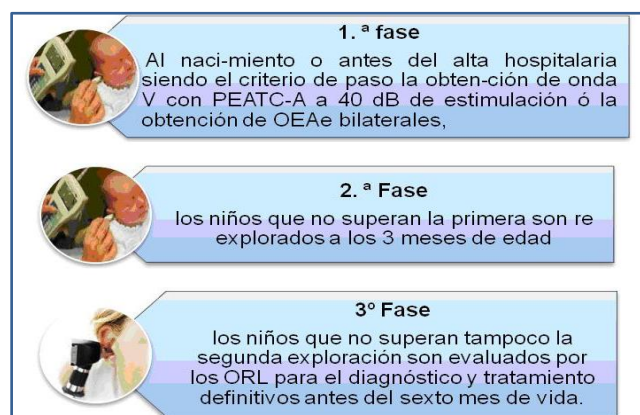 1. ª fase
Al naci-miento o antes del alta hospitalaria
siendo el criterio de paso la obten-ción de onda
V con PEATC-A a 40 dB de estimulación ó la
obtención de OEAe bilaterales,
2. ª Fase
los niños que no superan la primera son re
explorados a los 3 meses de edad
3º Fase
los niños que no superan tampoco la
segunda exploración son evaluados por
los ORL para el diagnóstico y tratamiento
definitivos antes del sexto mes de vida.